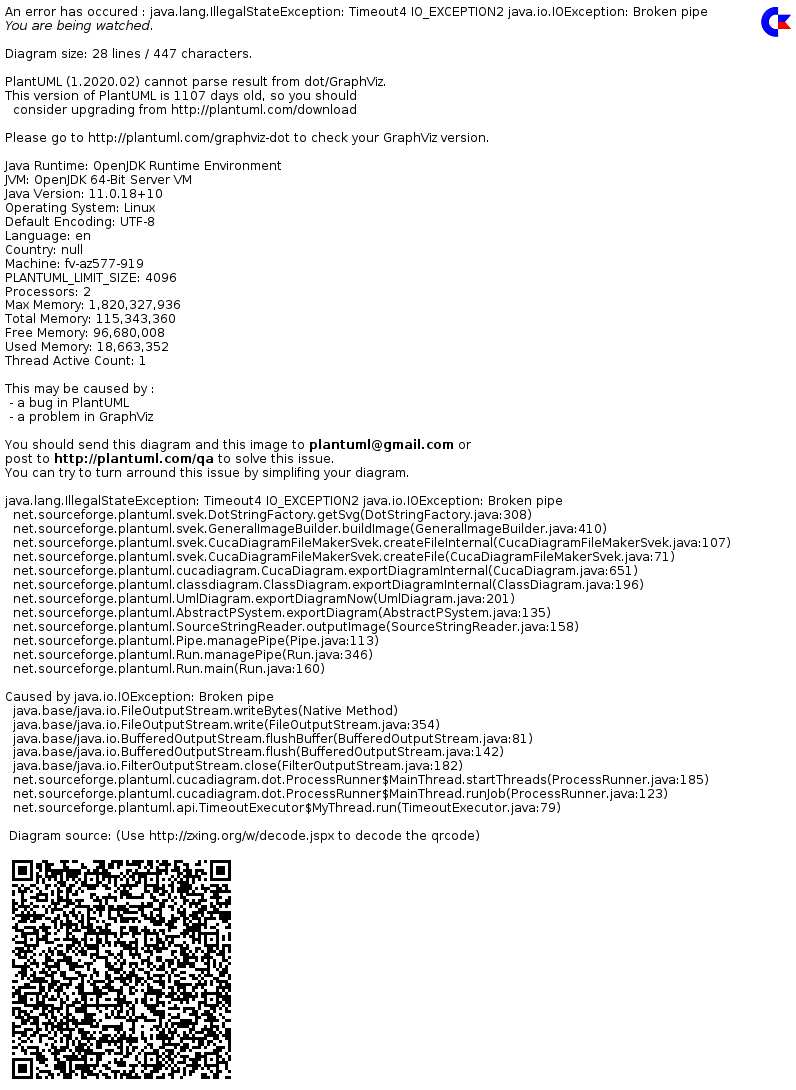 An error has occured : java.lang.IllegalStateException: Timeout4 IO_EXCEPTION2 java.io.IOException: Broken pipe
You are being watched.
Diagram size: 28 lines / 447 characters.
PlantUML (1.2020.02) cannot parse result from dot/GraphViz.
This version of PlantUML is 1107 days old, so you should
consider upgrading from http://plantuml.com/download
Please go to http://plantuml.com/graphviz-dot to check your GraphViz version.
Java Runtime: OpenJDK Runtime Environment
JVM: OpenJDK 64-Bit Server VM
Java Version: 11.0.18+10
Operating System: Linux
Default Encoding: UTF-8
Language: en
Country: null
Machine: fv-az577-919
PLANTUML_LIMIT_SIZE: 4096
Processors: 2
Max Memory: 1,820,327,936
Total Memory: 115,343,360
Free Memory: 96,680,008
Used Memory: 18,663,352
Thread Active Count: 1
This may be caused by :
- a bug in PlantUML
- a problem in GraphViz
You should send this diagram and this image to plantuml@gmail.com or
post to http://plantuml.com/qa to solve this issue.
You can try to turn arround this issue by simplifing your diagram.
java.lang.IllegalStateException: Timeout4 IO_EXCEPTION2 java.io.IOException: Broken pipe
net.sourceforge.plantuml.svek.DotStringFactory.getSvg(DotStringFactory.java:308)
net.sourceforge.plantuml.svek.GeneralImageBuilder.buildImage(GeneralImageBuilder.java:410)
net.sourceforge.plantuml.svek.CucaDiagramFileMakerSvek.createFileInternal(CucaDiagramFileMakerSvek.java:107)
net.sourceforge.plantuml.svek.CucaDiagramFileMakerSvek.createFile(CucaDiagramFileMakerSvek.java:71)
net.sourceforge.plantuml.cucadiagram.CucaDiagram.exportDiagramInternal(CucaDiagram.java:651)
net.sourceforge.plantuml.classdiagram.ClassDiagram.exportDiagramInternal(ClassDiagram.java:196)
net.sourceforge.plantuml.UmlDiagram.exportDiagramNow(UmlDiagram.java:201)
net.sourceforge.plantuml.AbstractPSystem.exportDiagram(AbstractPSystem.java:135)
net.sourceforge.plantuml.SourceStringReader.outputImage(SourceStringReader.java:158)
net.sourceforge.plantuml.Pipe.managePipe(Pipe.java:113)
net.sourceforge.plantuml.Run.managePipe(Run.java:346)
net.sourceforge.plantuml.Run.main(Run.java:160)
Caused by java.io.IOException: Broken pipe
java.base/java.io.FileOutputStream.writeBytes(Native Method)
java.base/java.io.FileOutputStream.write(FileOutputStream.java:354)
java.base/java.io.BufferedOutputStream.flushBuffer(BufferedOutputStream.java:81)
java.base/java.io.BufferedOutputStream.flush(BufferedOutputStream.java:142)
java.base/java.io.FilterOutputStream.close(FilterOutputStream.java:182)
net.sourceforge.plantuml.cucadiagram.dot.ProcessRunner$MainThread.startThreads(ProcessRunner.java:185)
net.sourceforge.plantuml.cucadiagram.dot.ProcessRunner$MainThread.runJob(ProcessRunner.java:123)
net.sourceforge.plantuml.api.TimeoutExecutor$MyThread.run(TimeoutExecutor.java:79)
Diagram source: (Use http://zxing.org/w/decode.jspx to decode the qrcode)